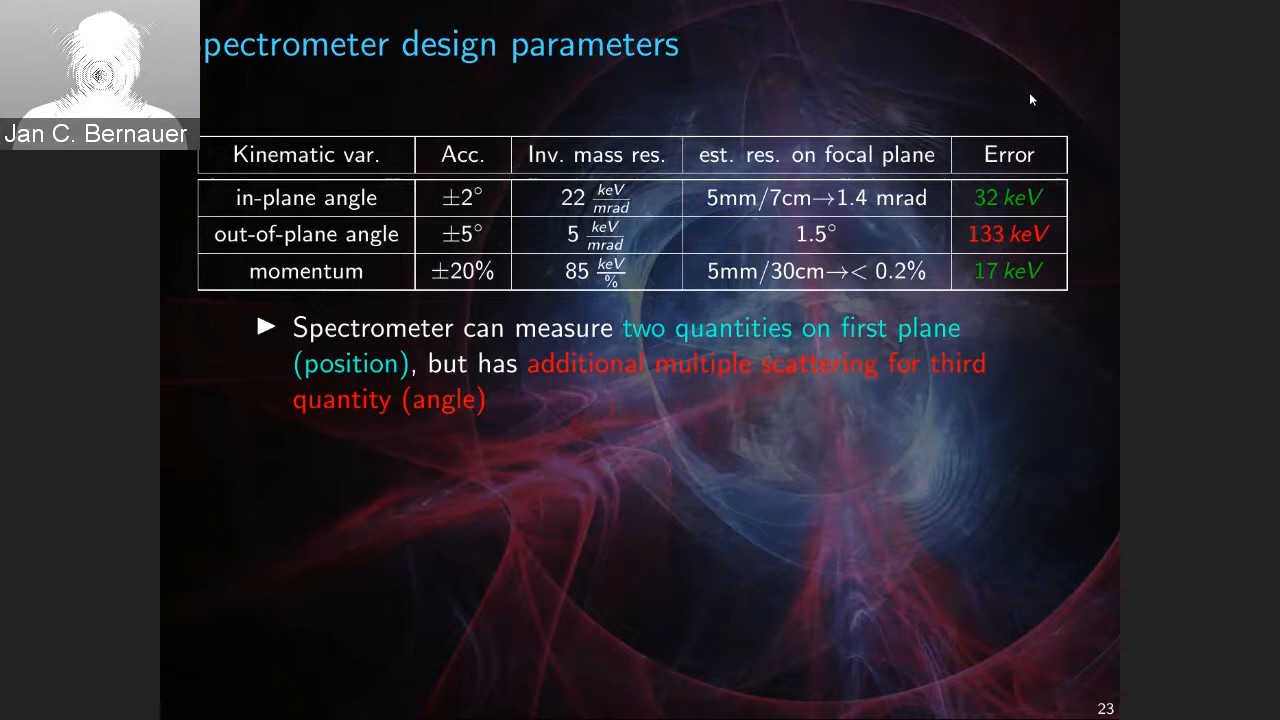 pectrometer design parameters
Jan C. Bernauer
Kinematic var. Acc. Inv. mass res. est. res. on focal plane Error
in-plane angle ±2° 22 keV/mrad 5mm/7cm→1.4 mrad 32 keV
out-of-plane angle ±5° 5 keV/mrad 1.5° 133 keV
momentum ±20% 85 keV/% 5mm/30cm→< 0.2% 17 keV
▶ Spectrometer can measure two quantities on first plane
(position), but has additional multiple scattering for third
quantity (angle)
23